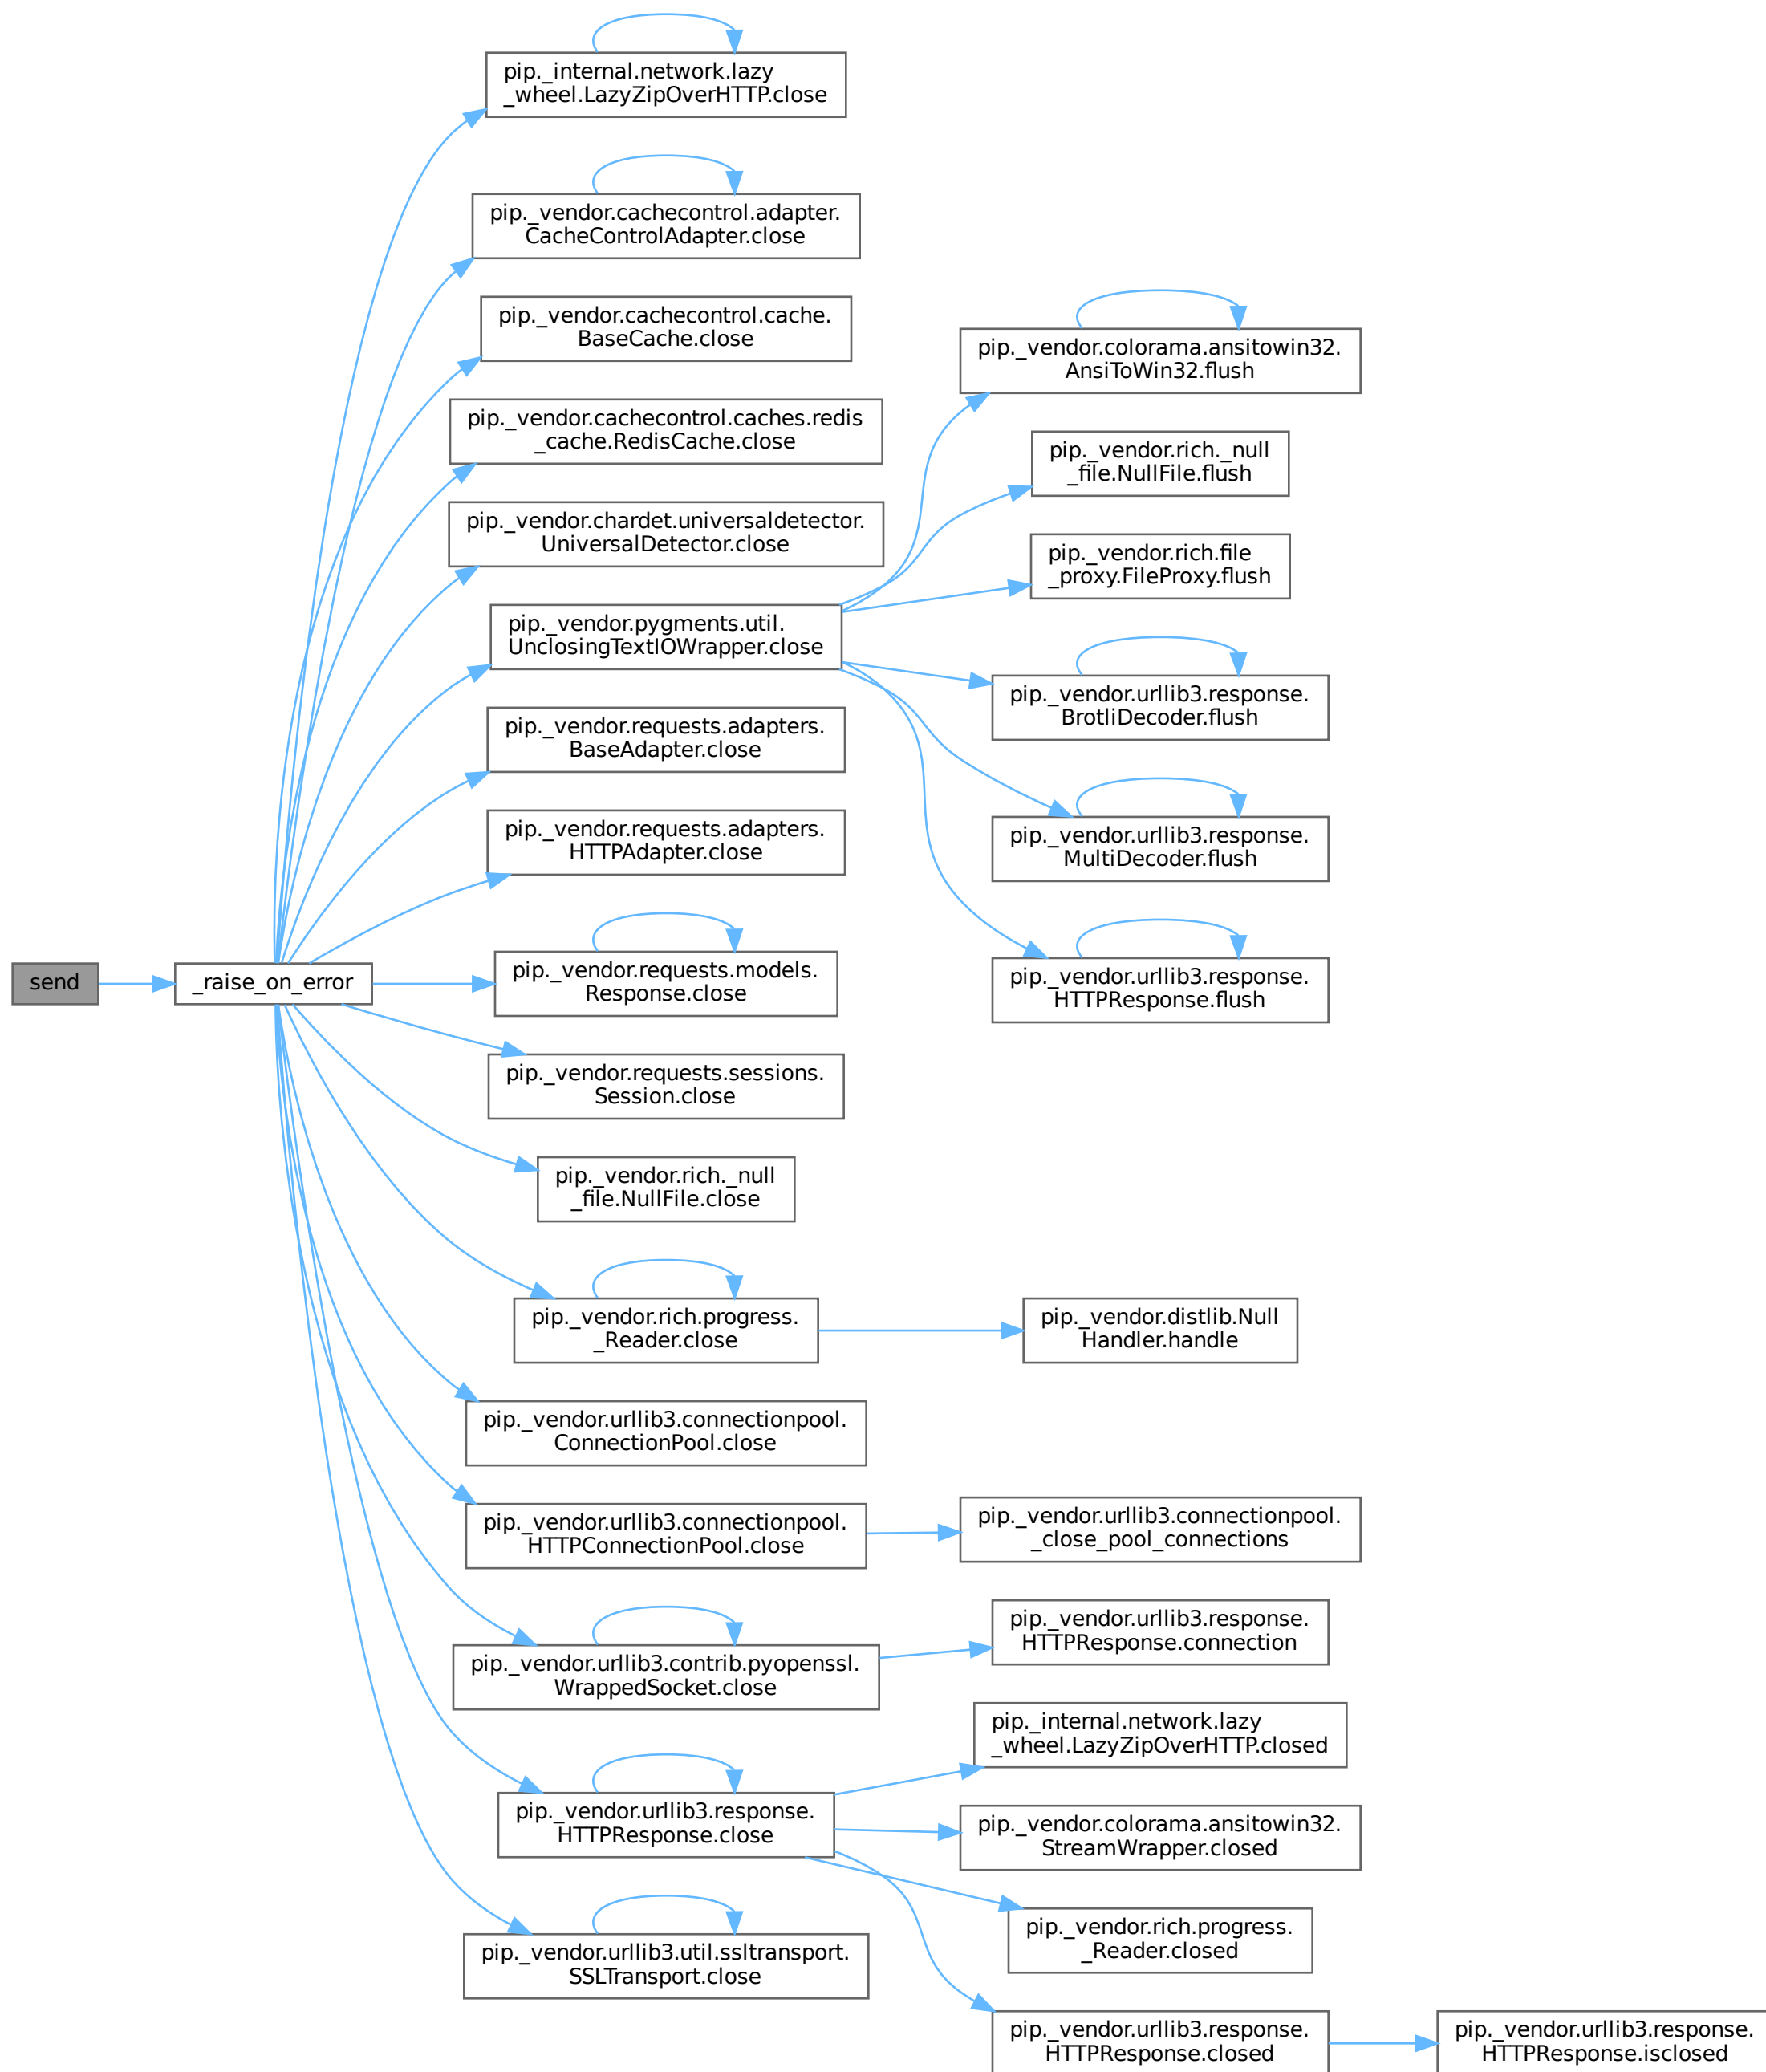 pip._internal.network.lazy
_wheel.LazyZipOverHTTP.close
pip._vendor.cachecontrol.adapter.
CacheControlAdapter.close
pip._vendor.cachecontrol.cache.
BaseCache.close
pip._vendor.cachecontrol.caches.redis
_cache.RedisCache.close
pip._vendor.chardet.universaldetector.
UniversalDetector.close
pip._vendor.pygments.util.
UnclosingTextIOWrapper.close
pip._vendor.requests.adapters.
BaseAdapter.close
pip._vendor.requests.adapters.
HTTPAdapter.close
send
_raise_on_error
pip._vendor.requests.models.
Response.close
pip._vendor.requests.sessions.
Session.close
pip._vendor.rich._null
_file.NullFile.close
pip._vendor.rich.progress.
_Reader.close
pip._vendor.urllib3.connectionpool.
ConnectionPool.close
pip._vendor.urllib3.connectionpool.
HTTPConnectionPool.close
pip._vendor.urllib3.contrib.pyopenssl.
WrappedSocket.close
pip._vendor.urllib3.response.
HTTPResponse.close
pip._vendor.urllib3.util.ssltransport.
SSLTransport.close
pip._vendor.colorama.ansitowin32.
AnsiToWin32.flush
pip._vendor.rich._null
_file.NullFile.flush
pip._vendor.rich.file
_proxy.FileProxy.flush
pip._vendor.urllib3.response.
BrotliDecoder.flush
pip._vendor.urllib3.response.
MultiDecoder.flush
pip._vendor.urllib3.response.
HTTPResponse.flush
pip._vendor.distlib.Null
Handler.handle
pip._vendor.urllib3.connectionpool.
_close_pool_connections
pip._vendor.urllib3.response.
HTTPResponse.connection
pip._internal.network.lazy
_wheel.LazyZipOverHTTP.closed
pip._vendor.colorama.ansitowin32.
StreamWrapper.closed
pip._vendor.rich.progress.
_Reader.closed
pip._vendor.urllib3.response.
HTTPResponse.closed
pip._vendor.urllib3.response.
HTTPResponse.isclosed